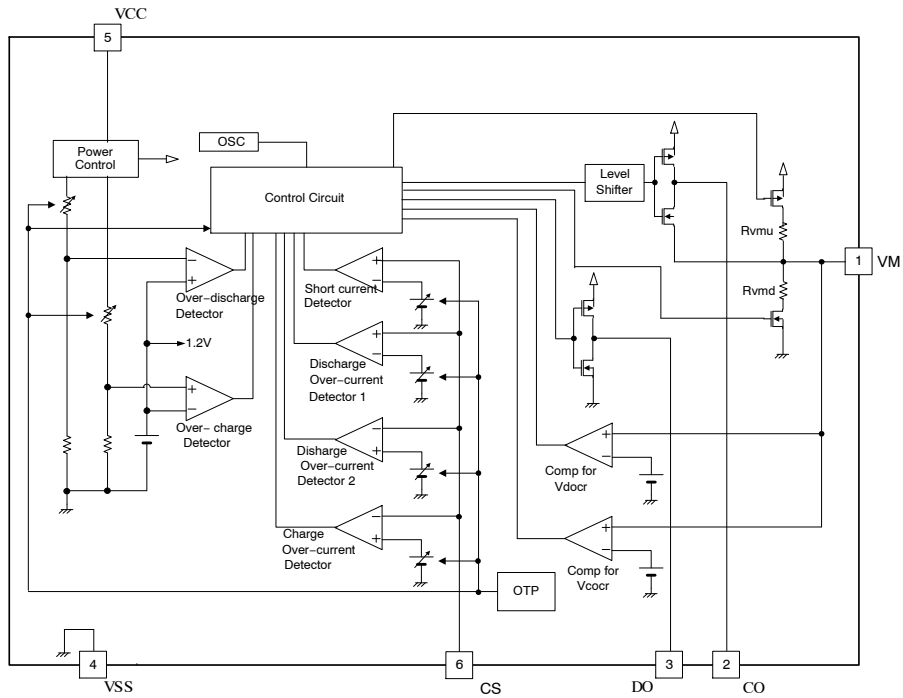 VCC
5
OSC
Power
Control
Control Circuit
Level
Shifter
Rvmu
1
VM
Rvmd
Over-discharge
Detector
Short current
Detector
1.2V
Discharge
Over-current
Detector 1
Over- charge
Detector
Disharge
Over-current
Detector 2
Comp for
Vdocr
Charge
Over-current
Detector
Comp for
Vcocr
OTP
4
VSS
6
CS
3
DO
2
CO